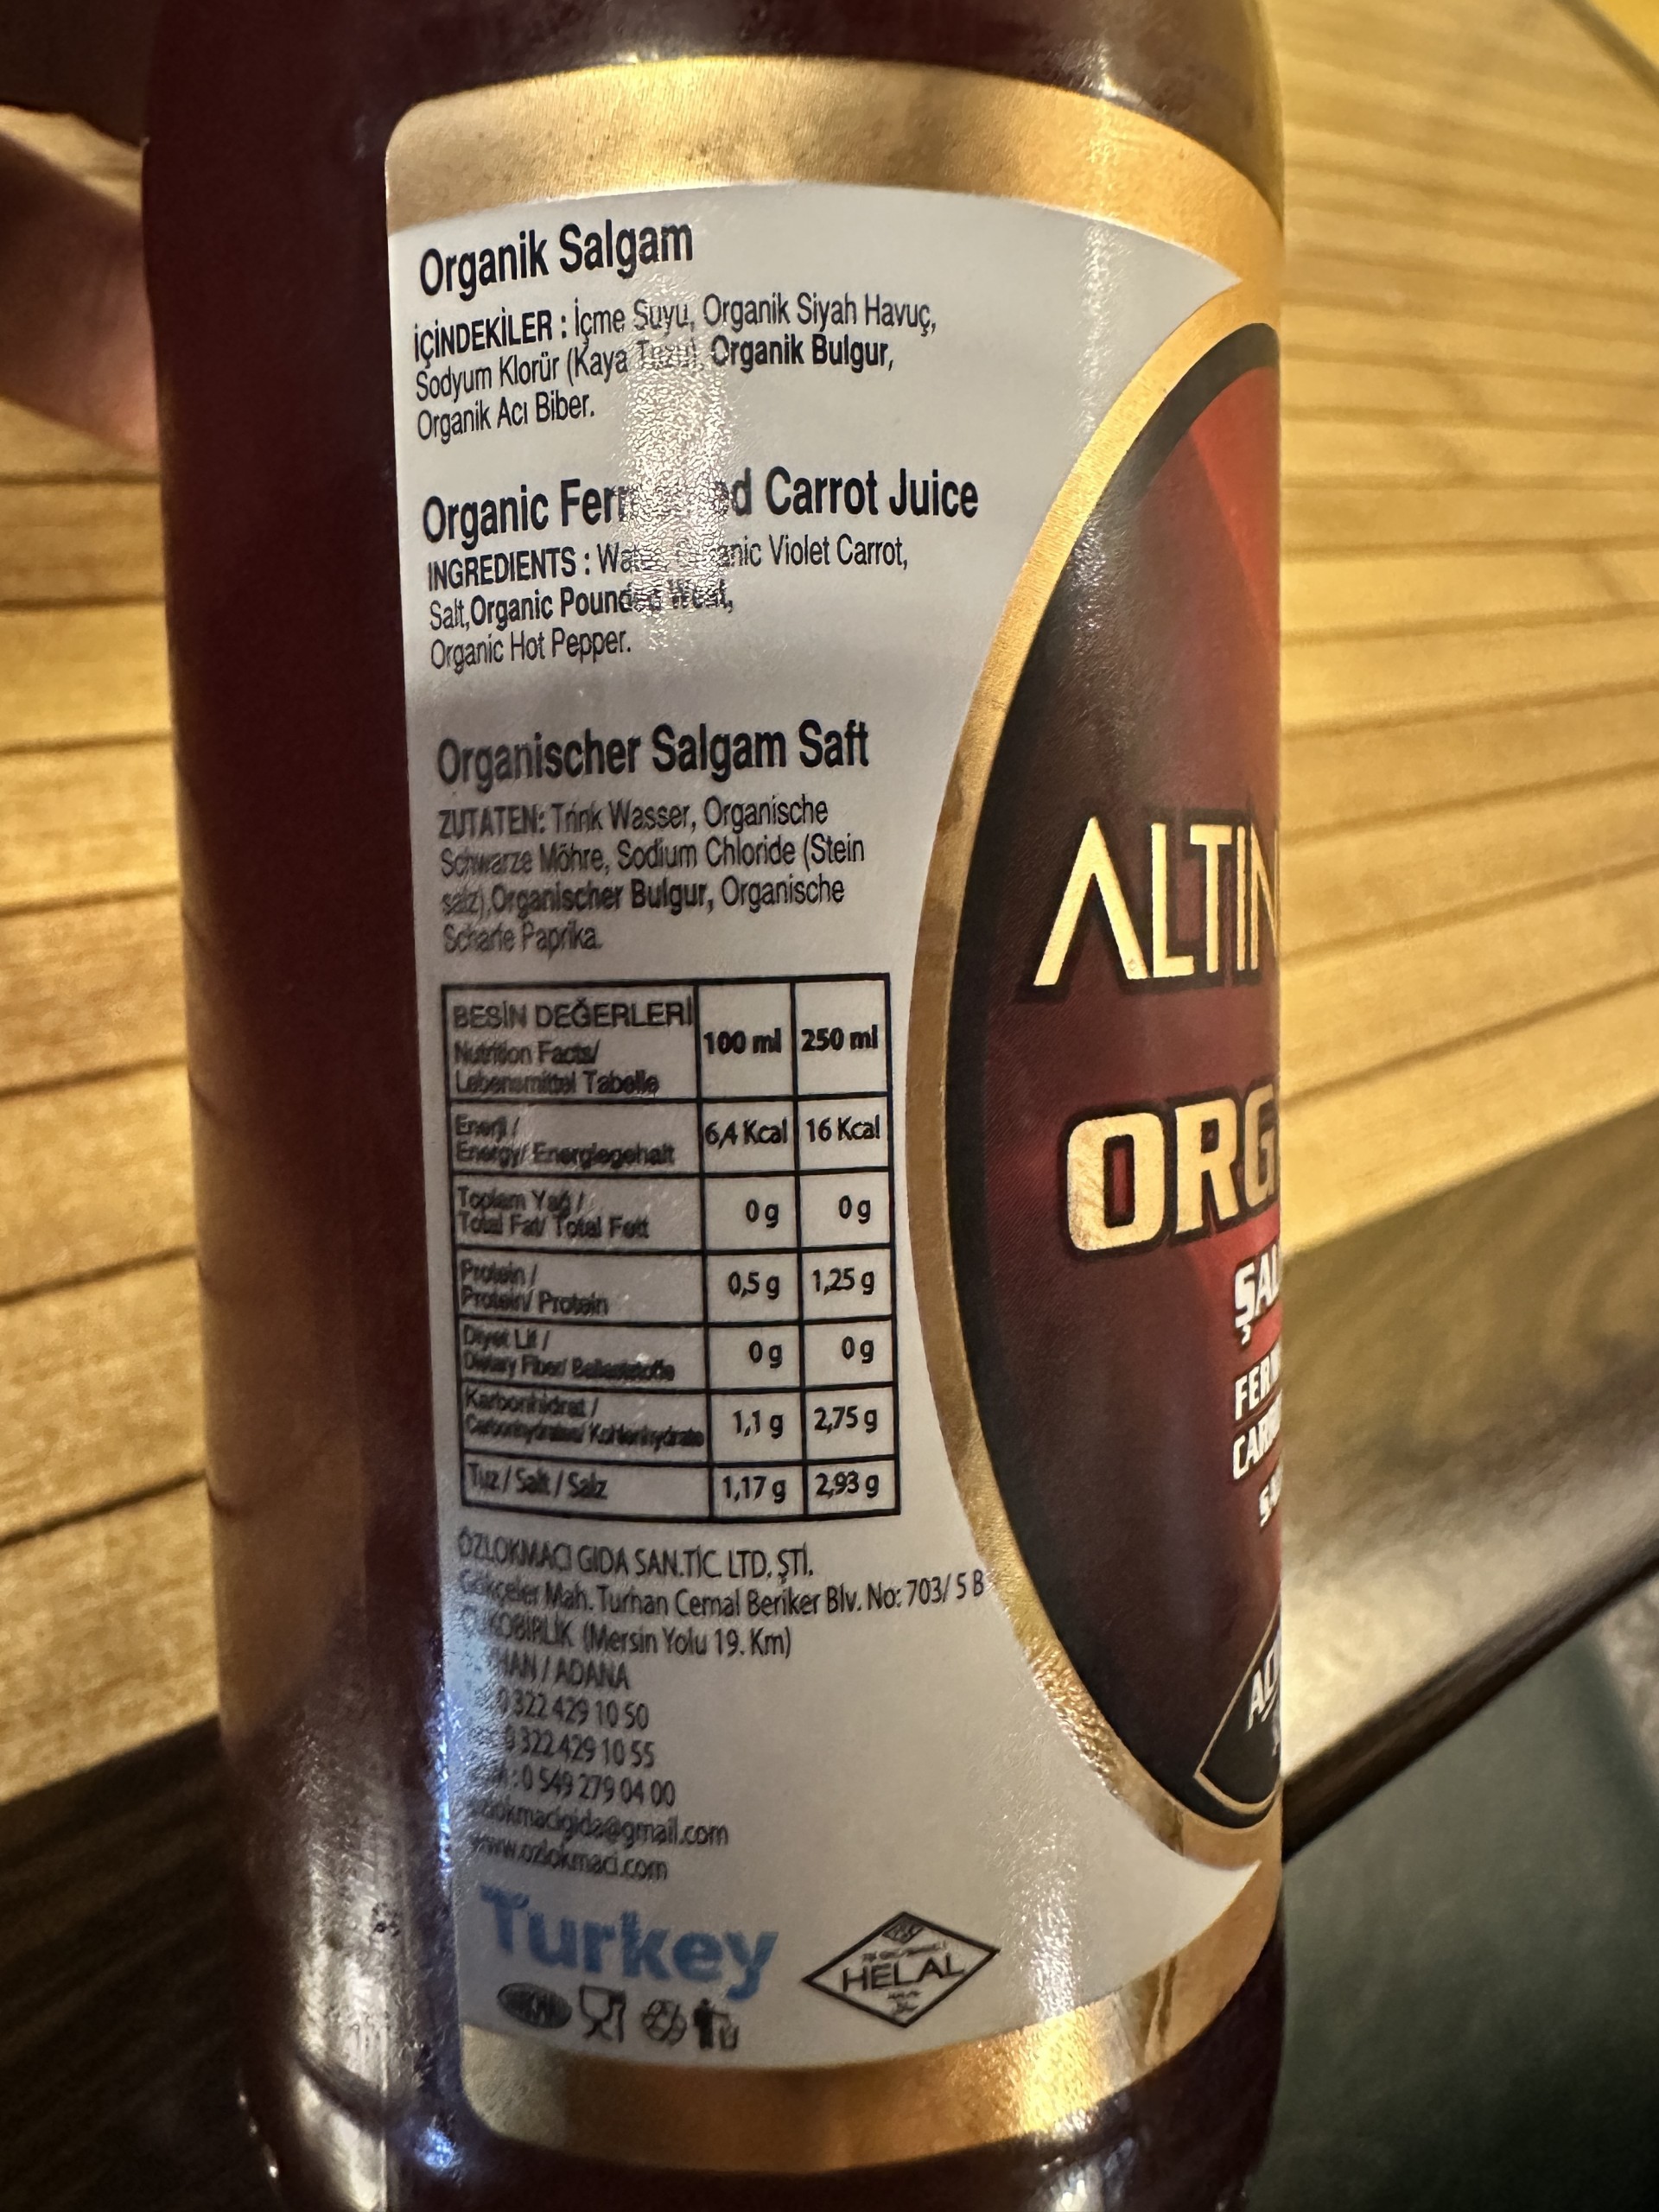 Organik Salgam
İÇİNDEKİLER : İçme Suyu, Organik Siyah Havuç,
Sodyum Klorür (Kaya Tuzu), Organik Bulgur,
Organik Acı Biber.
Organic Fermented Carrot Juice
INGREDIENTS : Water, Organic Violet Carrot,
Salt,Organic Pounded Weat,
Organic Hot Pepper.
Organischer Salgam Saft
ZUTATEN: Trink Wasser, Organische
Schwarze Möhre, Sodium Chloride (Stein
salz),Organischer Bulgur, Organische
Scharfe Paprika.
BESİN DEĞERLERİ
Nutrition Facts/
Lebensmittel Tabelle
100 ml 250 ml
Enerji /
Energy/ Energiegehalt
6,4 Kcal 16 Kcal
Toplam Yağ /
Total Fat/ Total Fett
0 g 0 g
Protein /
Protein/ Protein
0,5 g 1,25 g
Diyet Lif /
Dietary Fiber/ Ballaststoffe
0 g 0 g
Karbonhidrat /
Carbonhydrates/ Kohlenhydrate
1,1 g 2,75 g
Tuz / Salt / Salz
1,17 g 2,93 g
ÖZLOKMACI GIDA SAN.TİC. LTD. ŞTİ.
Gökçeler Mah. Turhan Cemal Beriker Blv. No: 703/ 5 B
(Mersin Yolu 19. Km)
/ ADANA
0 322 429 10 50
0 322 429 10 55
: 0 549 279 04 00
ozlokmacigida@gmail.com
www.ozlokmaci.com
Turkey
HELAL
ALTIN
ORG
ŞAL
FERM
CARR